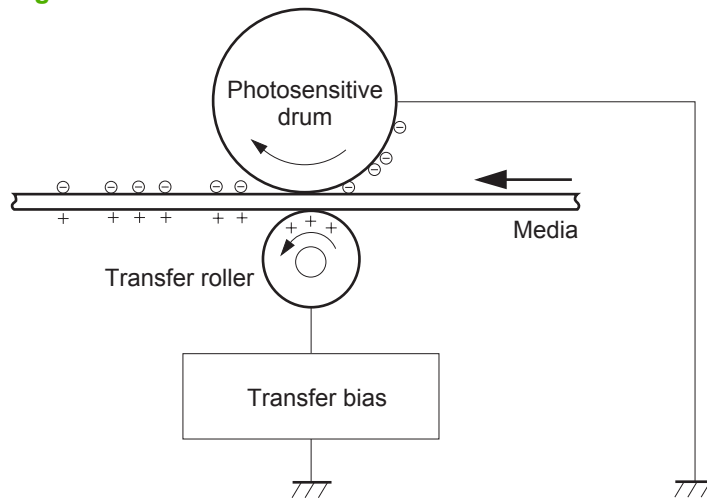 Photosensitive
drum
Media
Transfer roller
Transfer bias